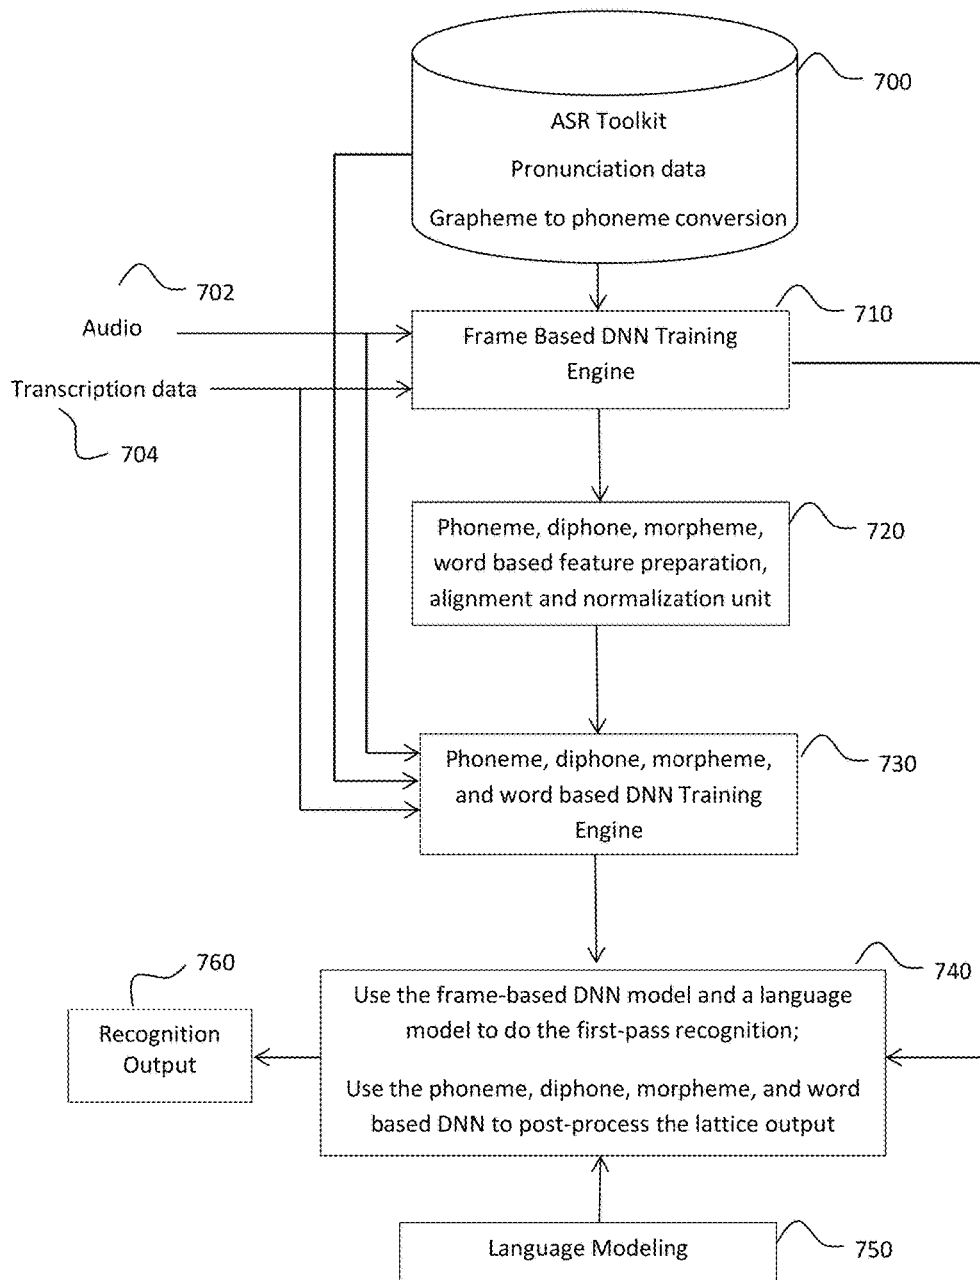 700
ASR Toolkit
Pronunciation data
Grapheme to phoneme conversion
702
Audio
710
Frame Based DNN Training
Engine
Transcription data
704
720
Phoneme, diphone, morpheme,
word based feature preparation,
alignment and normalization unit
730
Phoneme, diphone, morpheme,
and word based DNN Training
Engine
760
Recognition
Output
740
Use the frame-based DNN model and a language
model to do the first-pass recognition;
Use the phoneme, diphone, morpheme, and word
based DNN to post-process the lattice output
Language Modeling
750